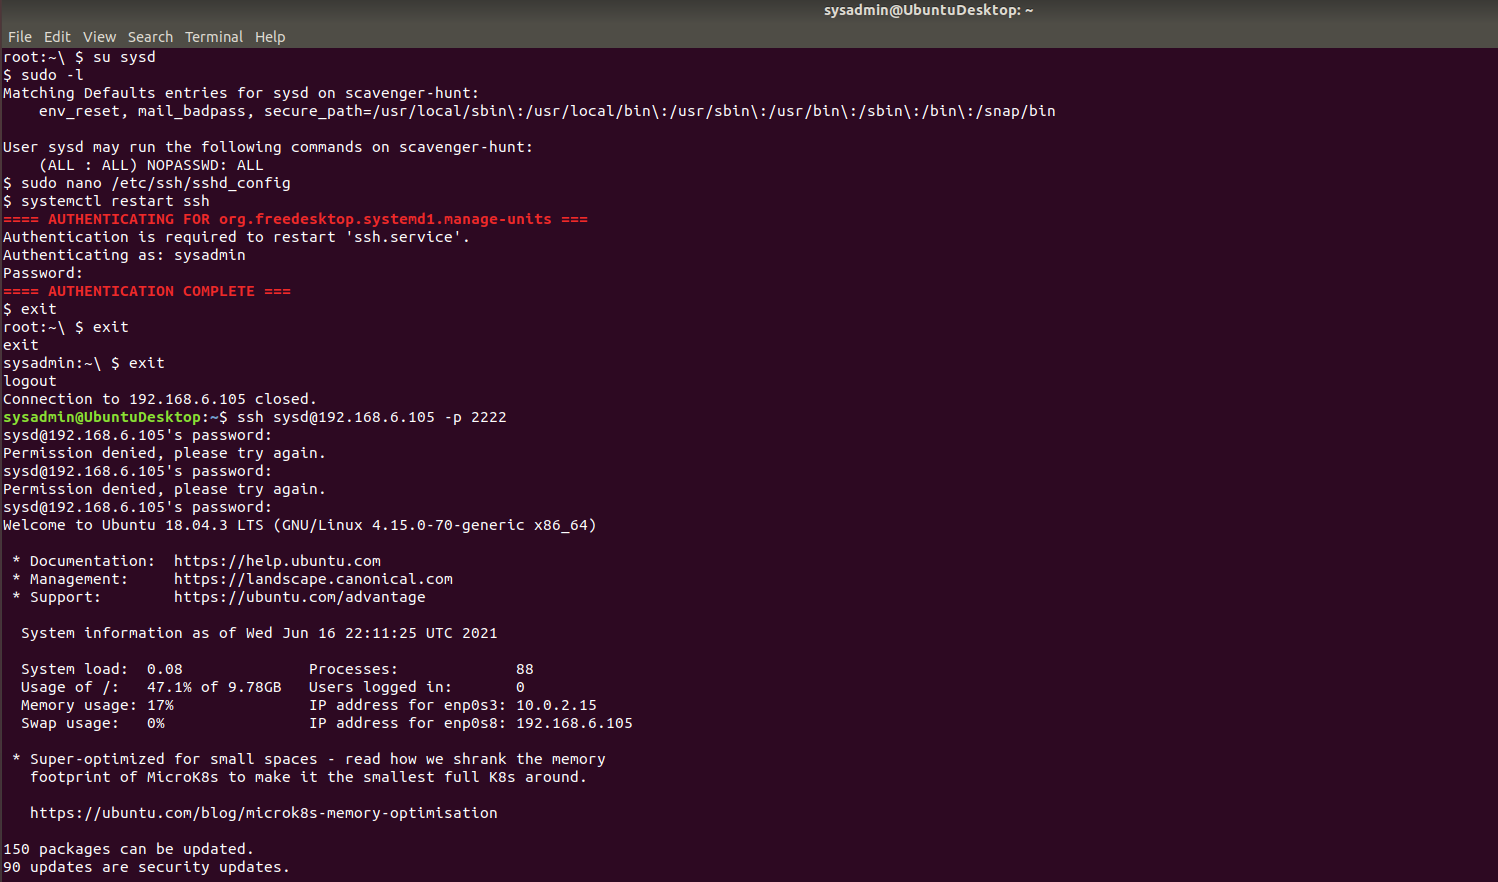 sysadmin@UbuntuDesktop: ~
File Edit View Search Terminal Help
root:~\ $ su sysd
$ sudo -l
Matching Defaults entries for sysd on scavenger-hunt:
    env_reset, mail_badpass, secure_path=/usr/local/sbin\:/usr/local/bin\:/usr/sbin\:/usr/bin\:/sbin\:/bin\:/snap/bin
User sysd may run the following commands on scavenger-hunt:
    (ALL : ALL) NOPASSWD: ALL
$ sudo nano /etc/ssh/sshd_config
$ systemctl restart ssh
==== AUTHENTICATING FOR org.freedesktop.systemd1.manage-units ===
Authentication is required to restart 'ssh.service'.
Authenticating as: sysadmin
Password:
==== AUTHENTICATION COMPLETE ===
$ exit
root:~\ $ exit
exit
sysadmin:~\ $ exit
logout
Connection to 192.168.6.105 closed.
sysadmin@UbuntuDesktop:~$ ssh sysd@192.168.6.105 -p 2222
sysd@192.168.6.105's password:
Permission denied, please try again.
sysd@192.168.6.105's password:
Permission denied, please try again.
sysd@192.168.6.105's password:
Welcome to Ubuntu 18.04.3 LTS (GNU/Linux 4.15.0-70-generic x86_64)
 * Documentation:  https://help.ubuntu.com
 * Management:     https://landscape.canonical.com
 * Support:        https://ubuntu.com/advantage
  System information as of Wed Jun 16 22:11:25 UTC 2021
  System load:  0.08              Processes:             88
  Usage of /:   47.1% of 9.78GB   Users logged in:       0
  Memory usage: 17%               IP address for enp0s3: 10.0.2.15
  Swap usage:   0%                IP address for enp0s8: 192.168.6.105
 * Super-optimized for small spaces - read how we shrank the memory
   footprint of MicroK8s to make it the smallest full K8s around.
   https://ubuntu.com/blog/microk8s-memory-optimisation
150 packages can be updated.
90 updates are security updates.